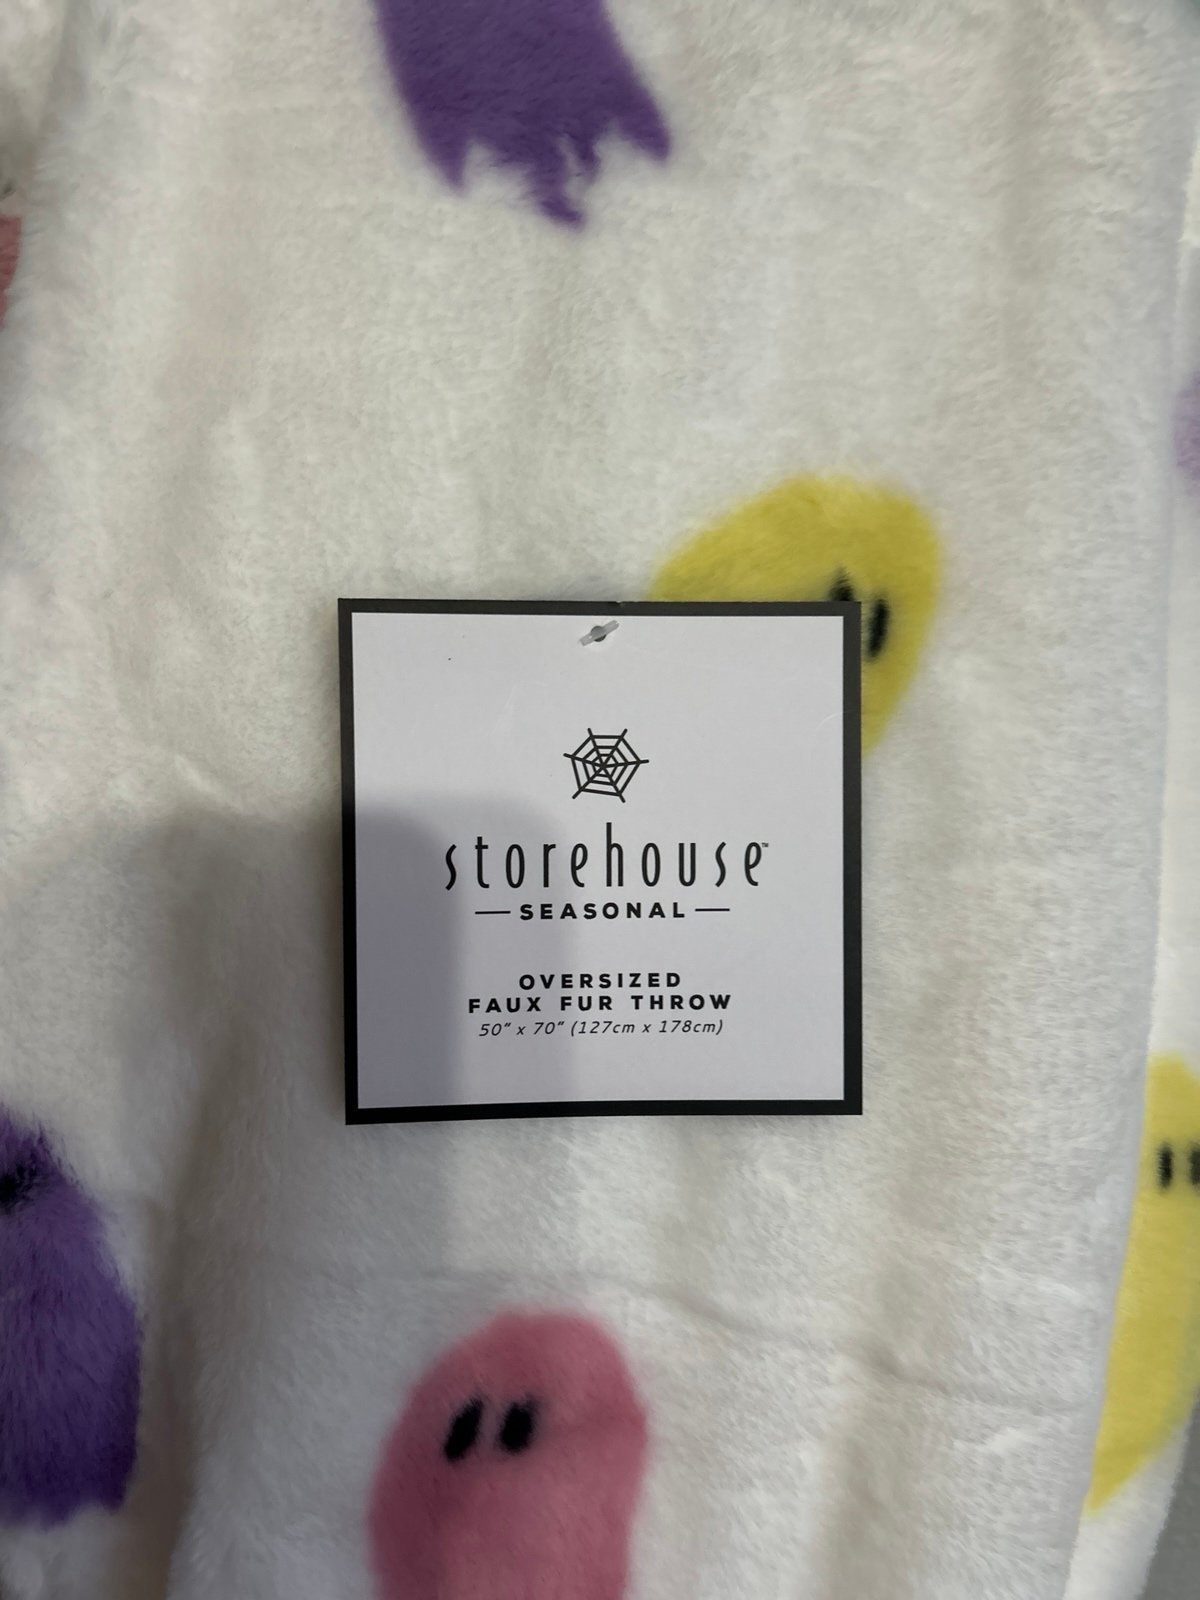 storehouse™
SEASONAL
OVERSIZED
FAUX FUR THROW
50" x 70" (127cm x 178cm)